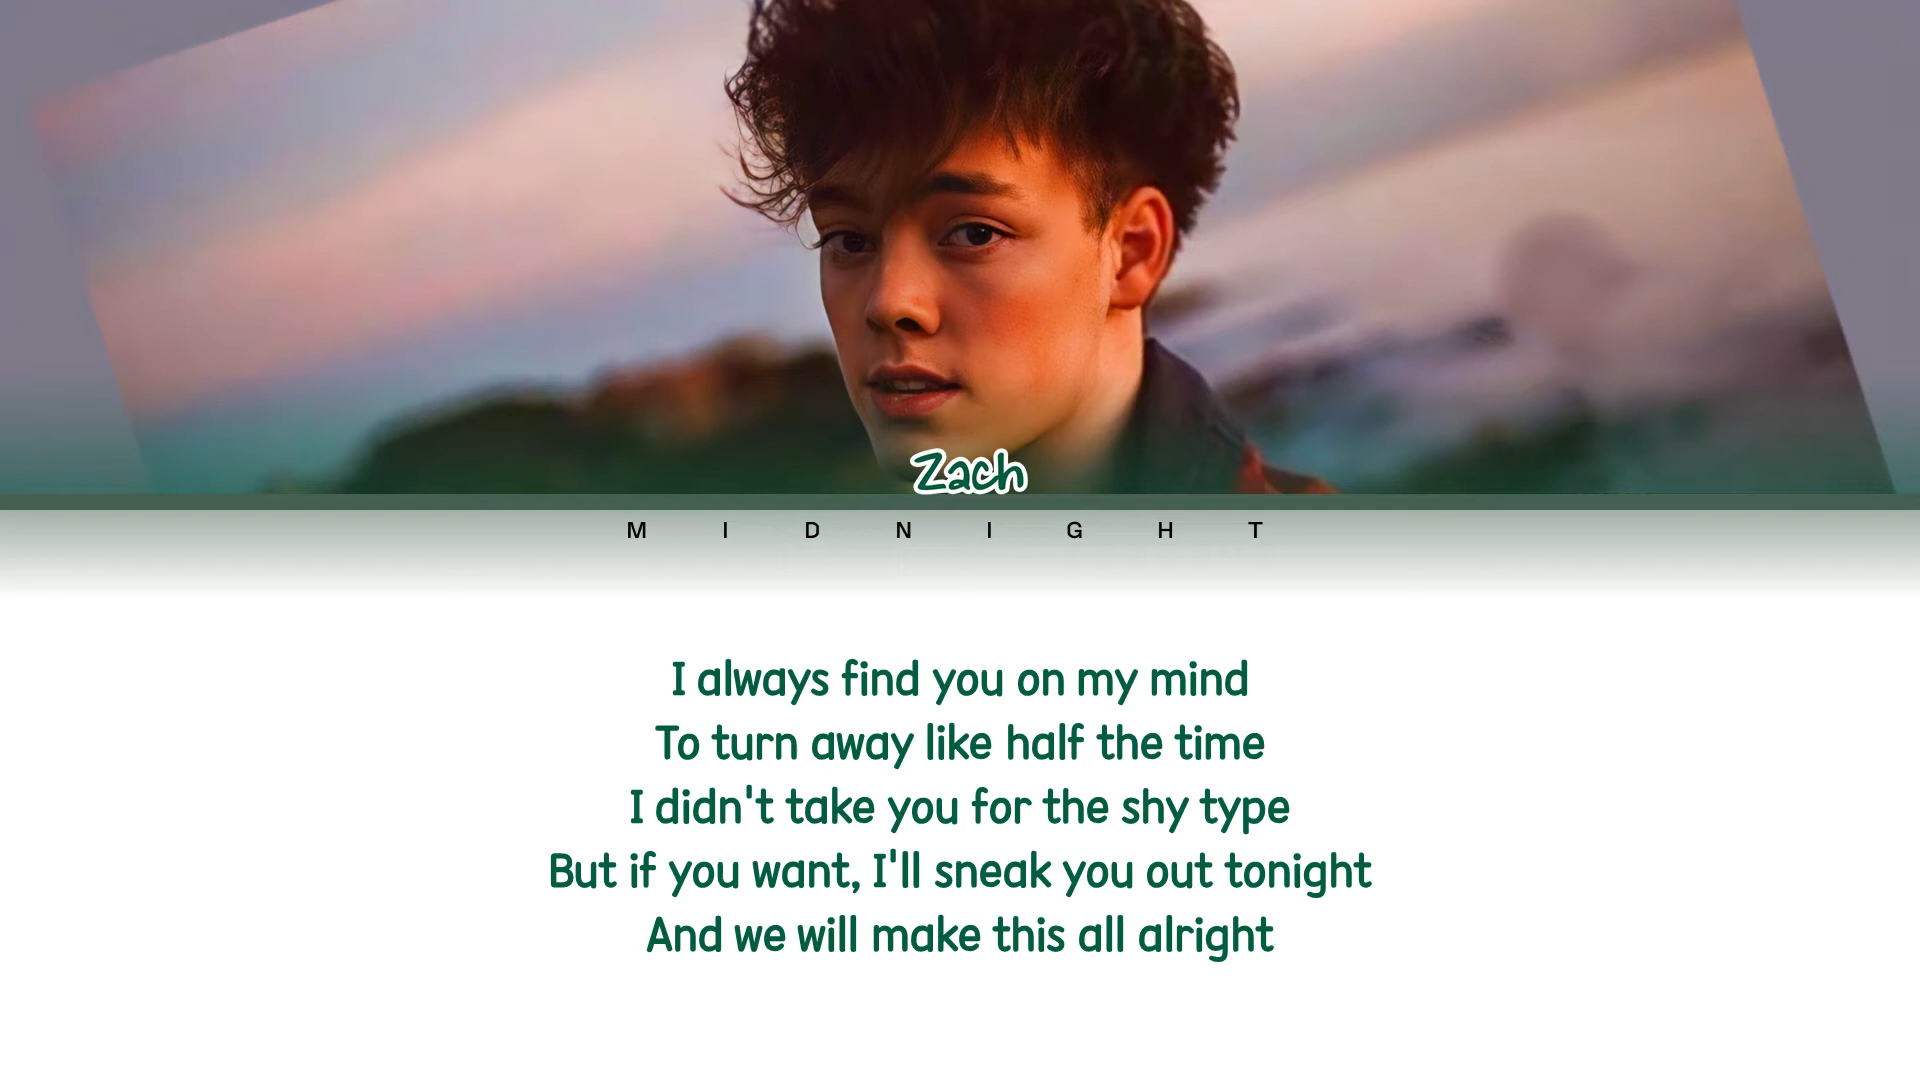 Zach
MIDNIGHT
I always find you on my mind
To turn away like half the time
I didn't take you for the shy type
But if you want, I'll sneak you out tonight
And we will make this all alright